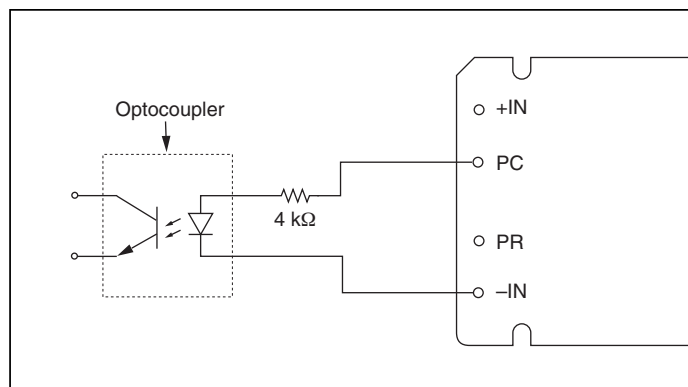 Optocoupler
+IN
PC
4 kΩ
PR
–IN